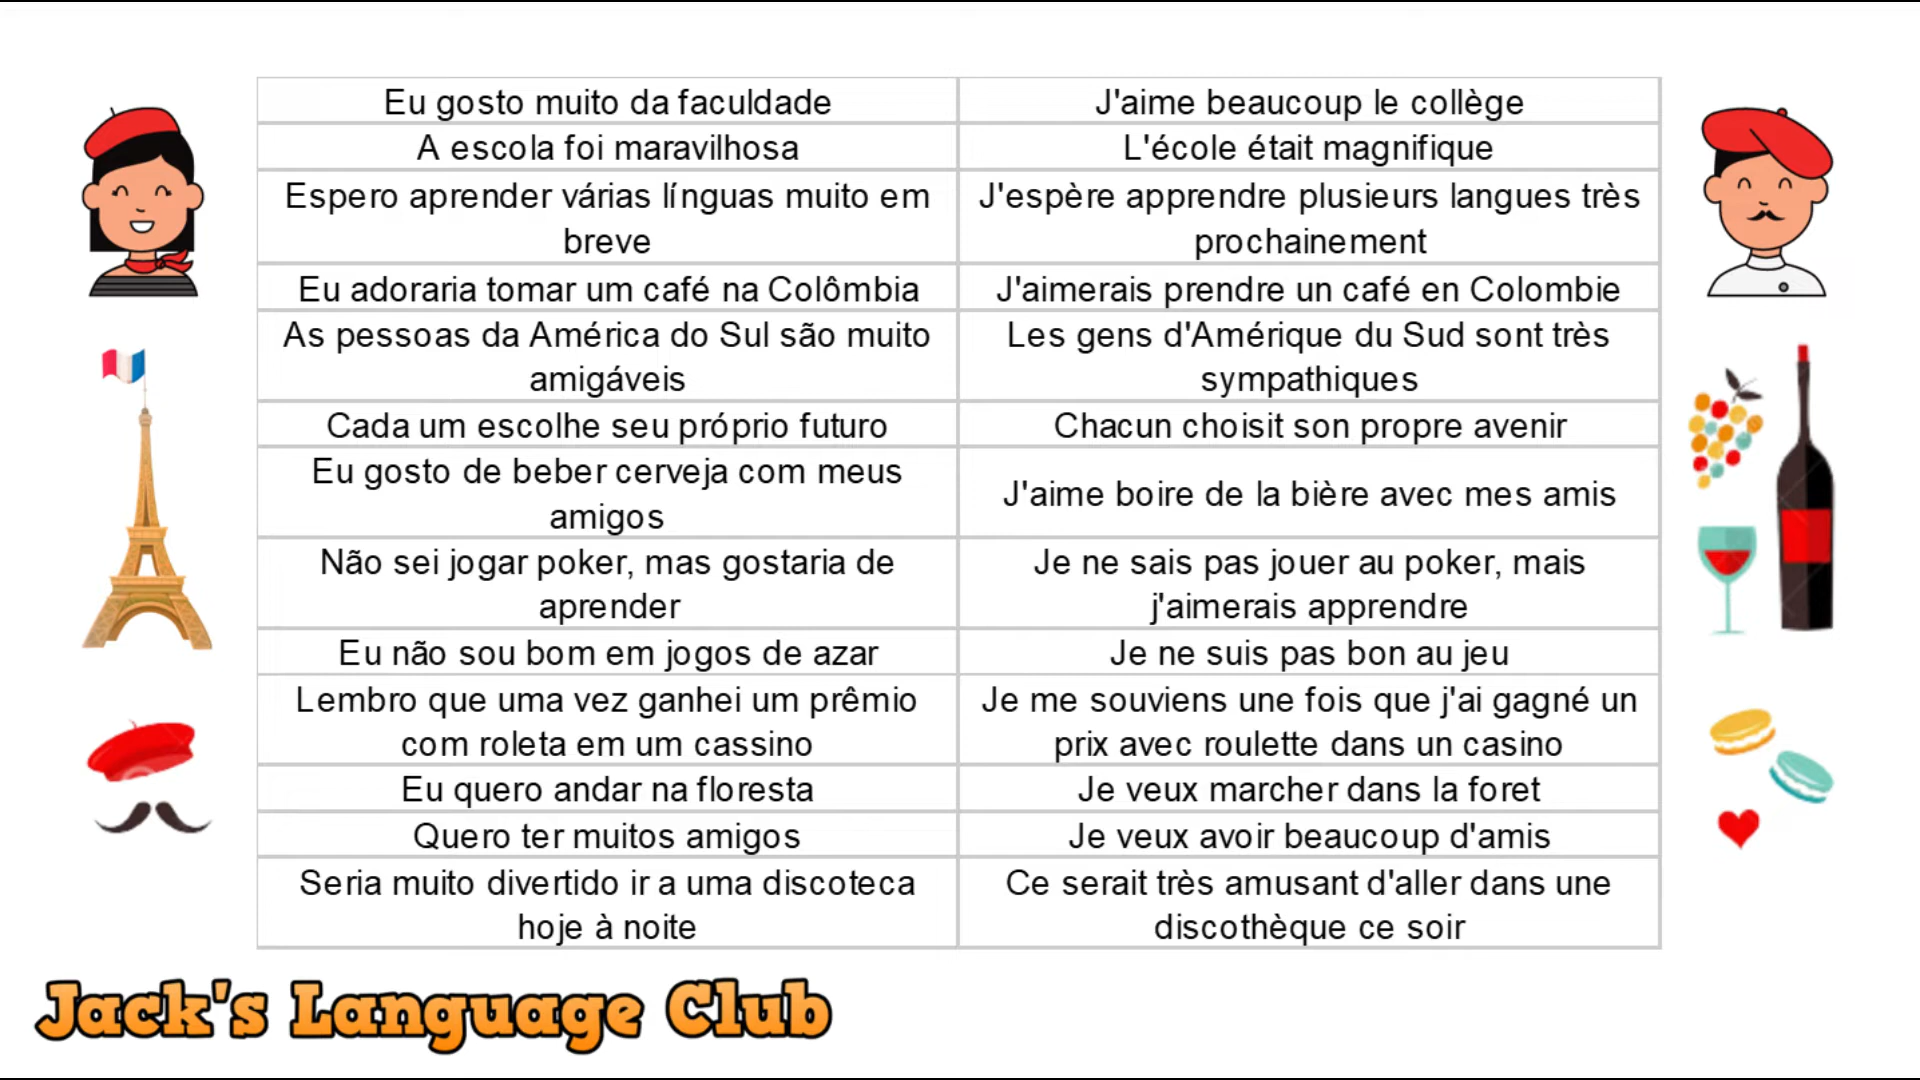 Eu gosto muito da faculdade
J'aime beaucoup le collège
A escola foi maravilhosa
L'école était magnifique
Espero aprender várias línguas muito em
breve
J'espère apprendre plusieurs langues très
prochainement
Eu adoraria tomar um café na Colômbia
J'aimerais prendre un café en Colombie
As pessoas da América do Sul são muito
amigáveis
Les gens d'Amérique du Sud sont très
sympathiques
Cada um escolhe seu próprio futuro
Chacun choisit son propre avenir
Eu gosto de beber cerveja com meus
amigos
J'aime boire de la bière avec mes amis
Não sei jogar poker, mas gostaria de
aprender
Je ne sais pas jouer au poker, mais
j'aimerais apprendre
Eu não sou bom em jogos de azar
Je ne suis pas bon au jeu
Lembro que uma vez ganhei um prêmio
com roleta em um cassino
Je me souviens une fois que j'ai gagné un
prix avec roulette dans un casino
Eu quero andar na floresta
Je veux marcher dans la foret
Quero ter muitos amigos
Je veux avoir beaucoup d'amis
Seria muito divertido ir a uma discoteca
hoje à noite
Ce serait très amusant d'aller dans une
discothèque ce soir
Jack's Language Club